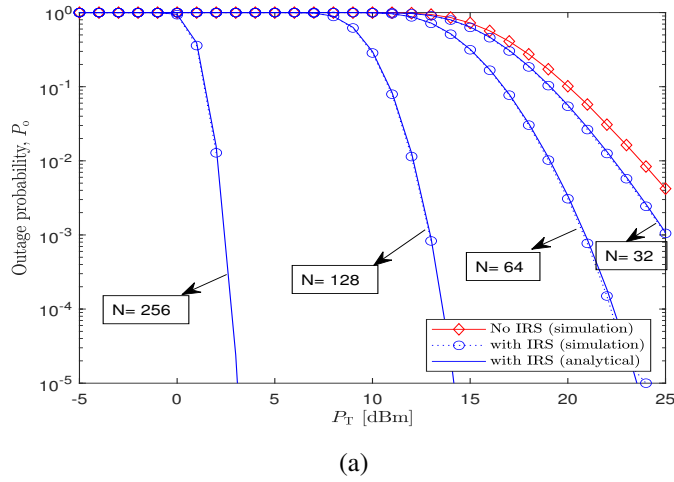 Outage probability, P_o
10^0
10^-1
10^-2
10^-3
10^-4
10^-5
N= 256
N= 128
N= 64
N= 32
No IRS (simulation)
with IRS (simulation)
with IRS (analytical)
-5 0 5 10 15 20 25
P_T [dBm]
(a)